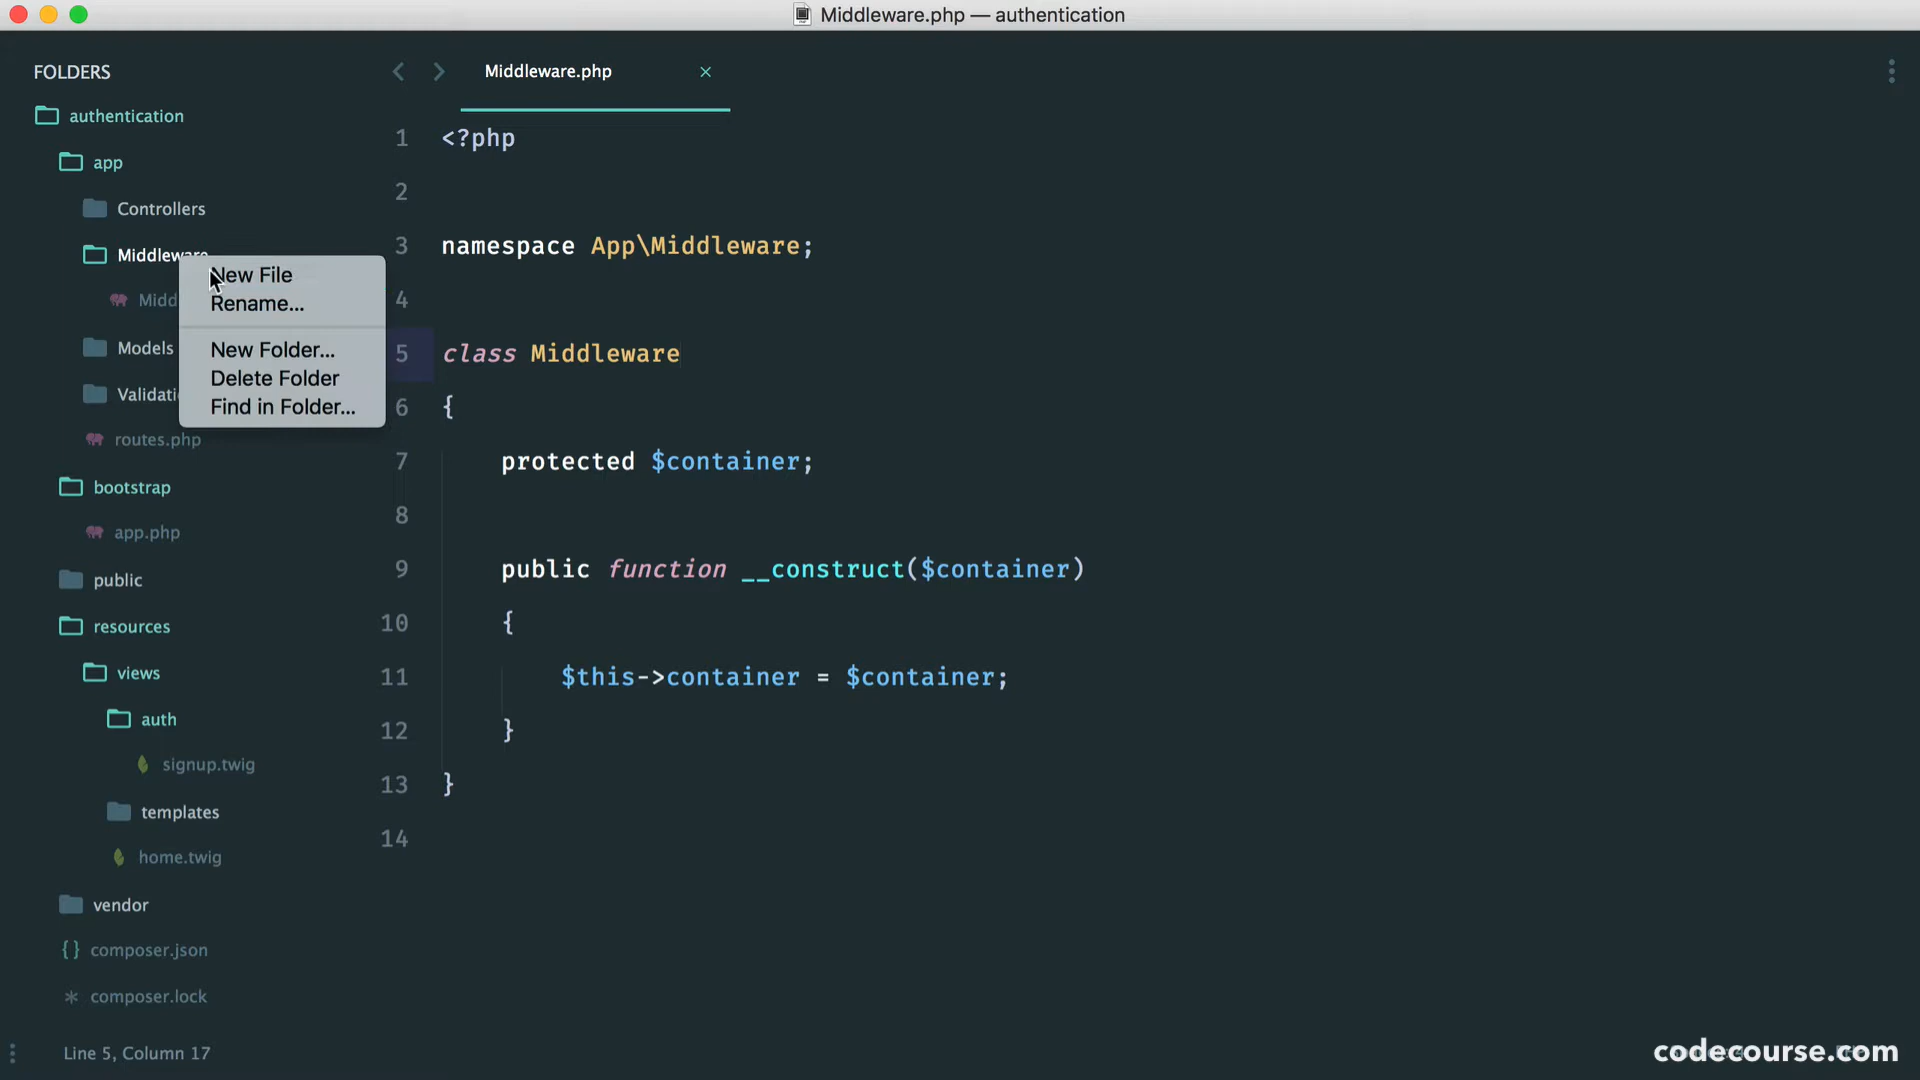 Middleware.php — authentication
FOLDERS
authentication
app
Controllers
Middleware
New File
Rename...
Midd
Models
New Folder...
Delete Folder
Find in Folder...
routes.php
bootstrap
app.php
public
resources
views
auth
signup.twig
templates
home.twig
vendor
{} composer.json
* composer.lock
Middleware.php ×
1 <?php
2
3 namespace App\Middleware;
4
5 class Middleware
6 {
7 protected $container;
8
9 public function __construct($container)
10 {
11 $this->container = $container;
12 }
13 }
14
Line 5, Column 17
codecourse.com